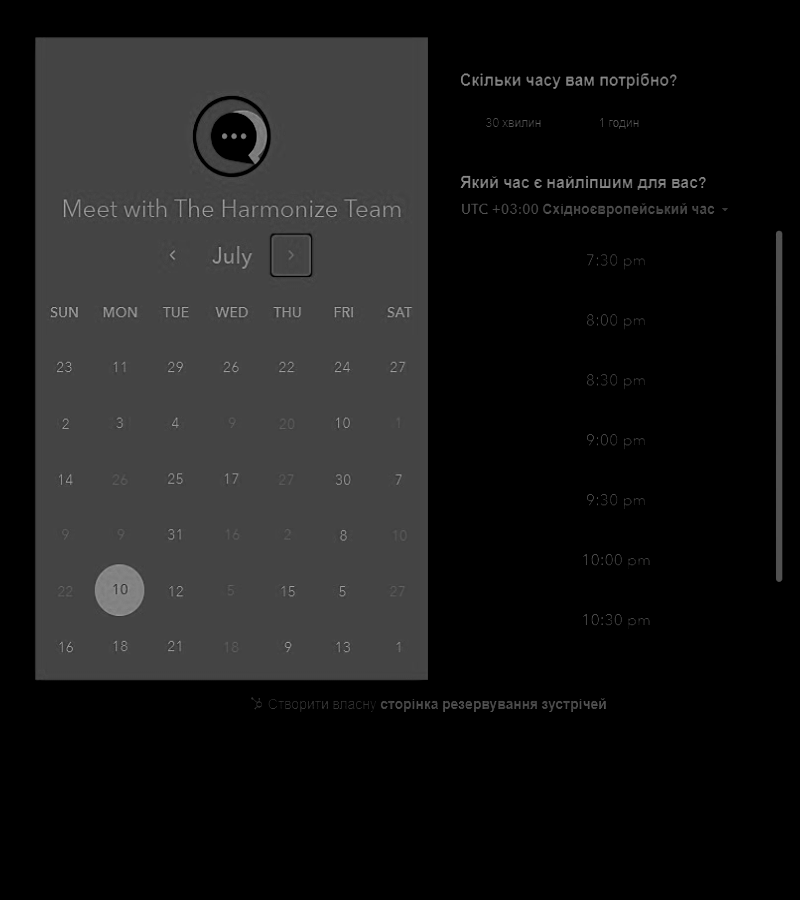 Meet with The Harmonize Team
July
SUN MON TUE WED THU FRI SAT
23 11 29 26 22 24 27
2 3 4 9 20 10 1
14 26 25 17 27 30 7
9 9 31 16 2 8 10
22 10 12 5 15 5 27
16 18 21 18 9 13 1
Скільки часу вам потрібно?
30 хвилин 1 годин
Який час є найліпшим для вас?
UTC +03:00 Східноєвропейський час
7:30 pm
8:00 pm
8:30 pm
9:00 pm
9:30 pm
10:00 pm
10:30 pm
Створити власну сторінка резервування зустрічей